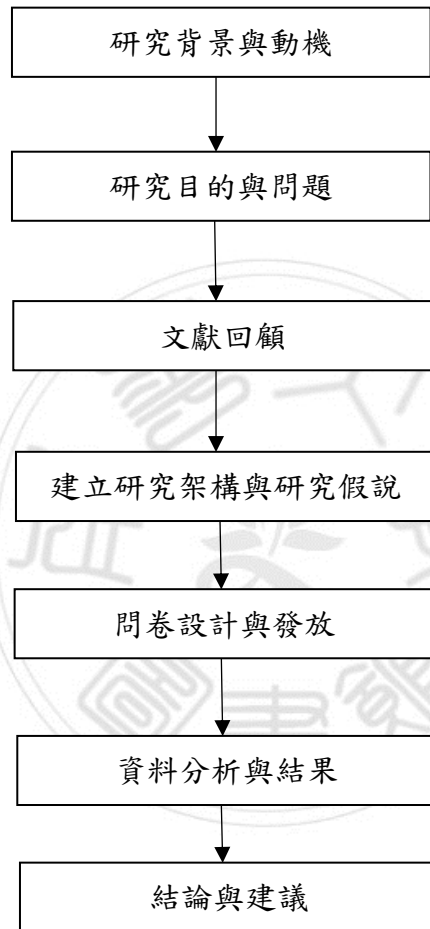 研究背景與動機
研究目的與問題
文獻回顧
建立研究架構與研究假說
問卷設計與發放
資料分析與結果
結論與建議